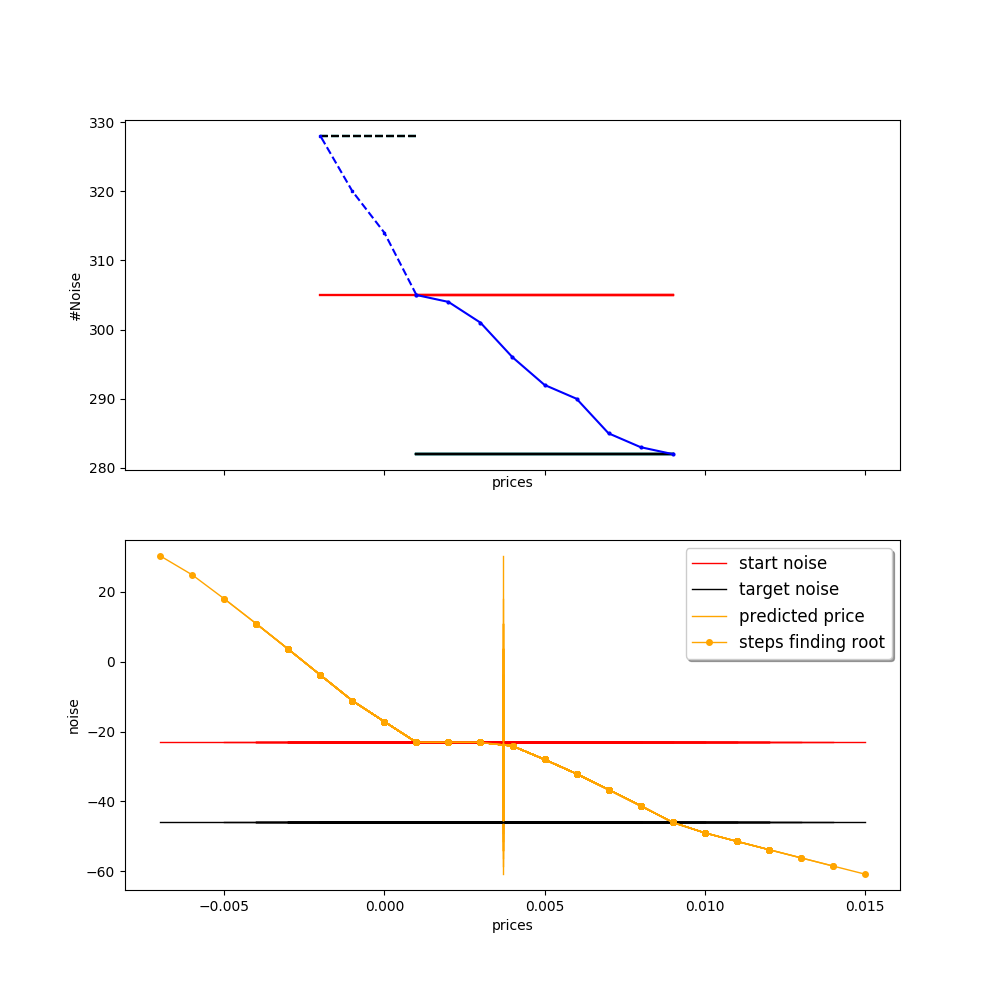 330
320
310
300
290
280
#Noise
prices
start noise
target noise
predicted price
steps finding root
20
0
−20
−40
−60
noise
−0.005 0.000 0.005 0.010 0.015
prices